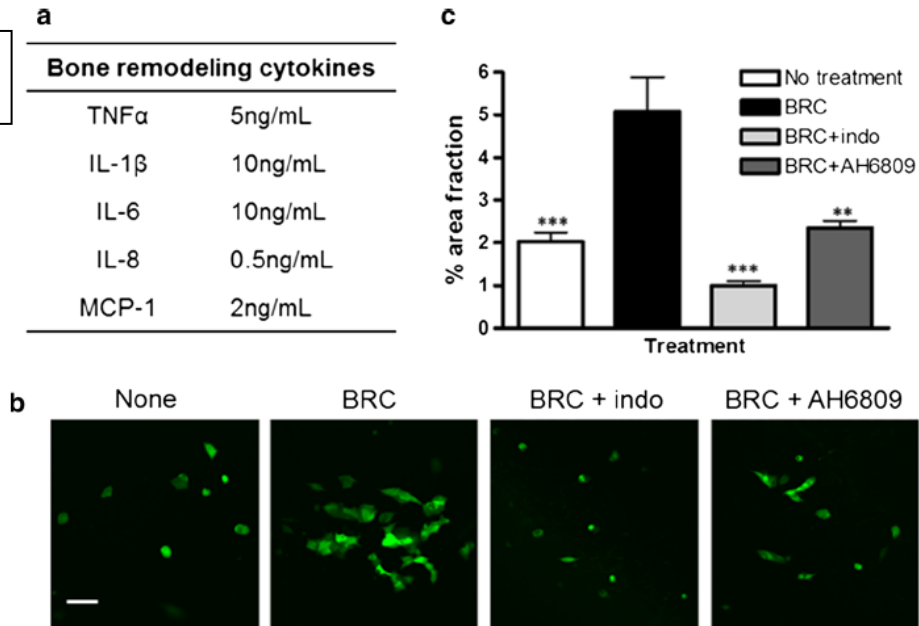 a
Bone remodeling cytokines
TNFα 5ng/mL
IL-1β 10ng/mL
IL-6 10ng/mL
IL-8 0.5ng/mL
MCP-1 2ng/mL
c
% area fraction
6
5
4
3
2
1
0
***
***
**
No treatment
BRC
BRC+indo
BRC+AH6809
Treatment
b
None BRC BRC + indo BRC + AH6809